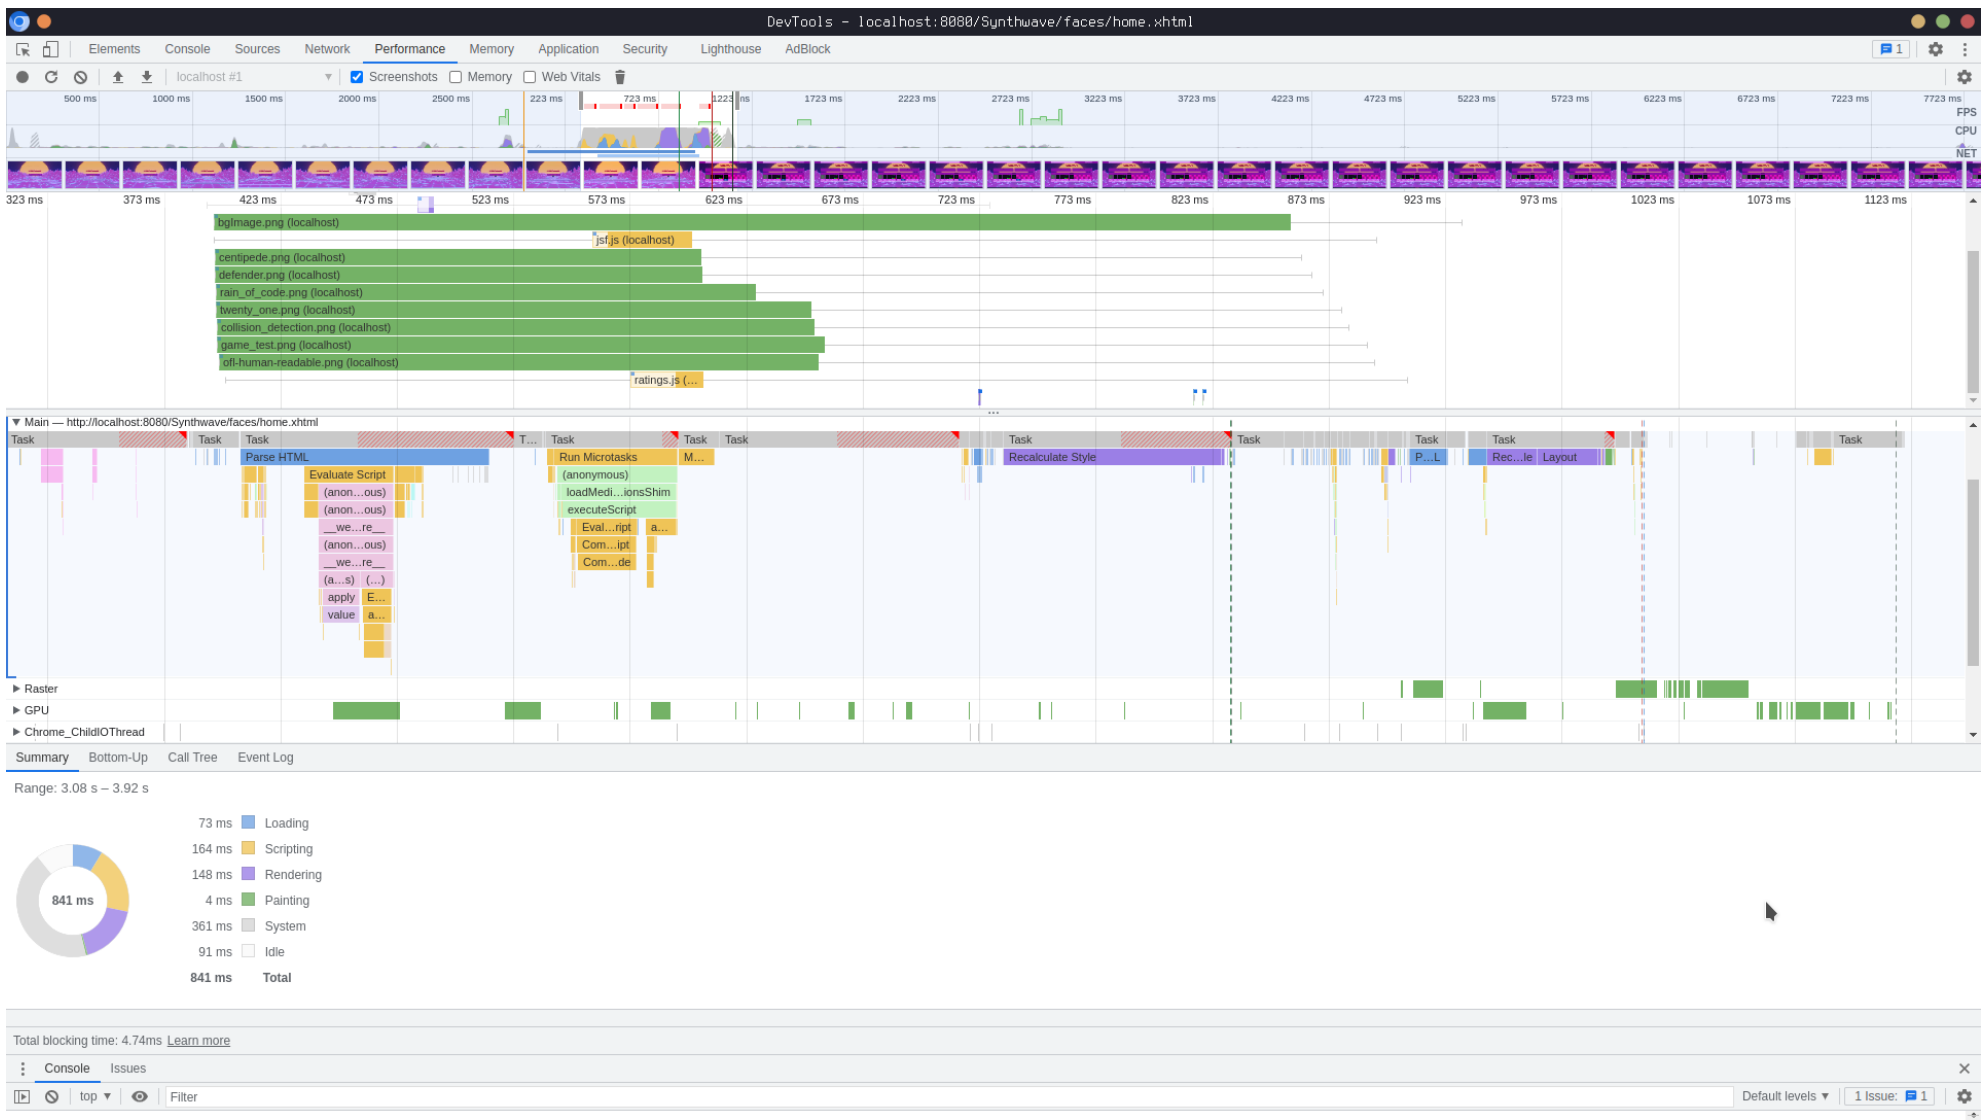 DevTools - localhost:8080/Synthwave/faces/home.xhtml
Elements Console Sources Network Performance Memory Application Security Lighthouse AdBlock 1
localhost #1 Screenshots Memory Web Vitals
500 ms 1000 ms 1500 ms 2000 ms 2500 ms 223 ms 723 ms 1223 ms 1723 ms 2223 ms 2723 ms 3223 ms 3723 ms 4223 ms 4723 ms 5223 ms 5723 ms 6223 ms 6723 ms 7223 ms 7723 ms
FPS
CPU
NET
323 ms 373 ms 423 ms 473 ms 523 ms 573 ms 623 ms 673 ms 723 ms 773 ms 823 ms 873 ms 923 ms 973 ms 1023 ms 1073 ms 1123 ms
bgImage.png (localhost)
jsf.js (localhost)
centipede.png (localhost)
defender.png (localhost)
rain_of_code.png (localhost)
twenty_one.png (localhost)
collision_detection.png (localhost)
game_test.png (localhost)
ofl-human-readable.png (localhost)
ratings.js (…
Main — http://localhost:8080/Synthwave/faces/home.xhtml
Task Task Task T… Task Task Task Task Task Task Task Task
Parse HTML Run Microtasks M… Recalculate Style P…L Rec…le Layout
Evaluate Script (anonymous)
(anon…ous) loadMedi…ionsShim
(anon…ous) executeScript
__we…re__ Eval…ript a…
(anon…ous) Com…ipt
__we…re__ Com…de
(a…s) (…)
apply E…
value a…
Raster
GPU
Chrome_ChildIOThread
Summary Bottom-Up Call Tree Event Log
Range: 3.08 s – 3.92 s
73 ms Loading
164 ms Scripting
148 ms Rendering
841 ms
4 ms Painting
361 ms System
91 ms Idle
841 ms Total
Total blocking time: 4.74ms Learn more
Console Issues
top Filter Default levels 1 Issue: 1